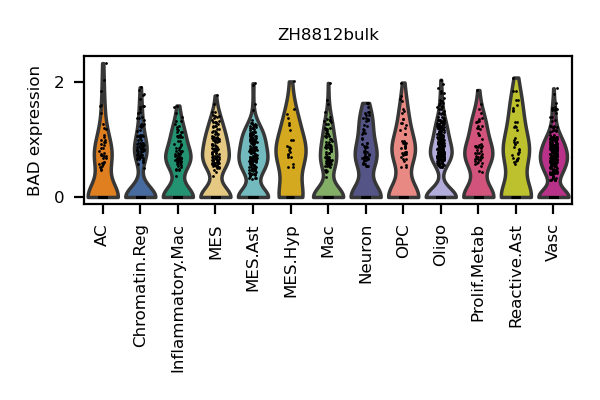 ZH8812bulk
BAD expression
2
0
AC
Chromatin.Reg
Inflammatory.Mac
MES
MES.Ast
MES.Hyp
Mac
Neuron
OPC
Oligo
Prolif.Metab
Reactive.Ast
Vasc